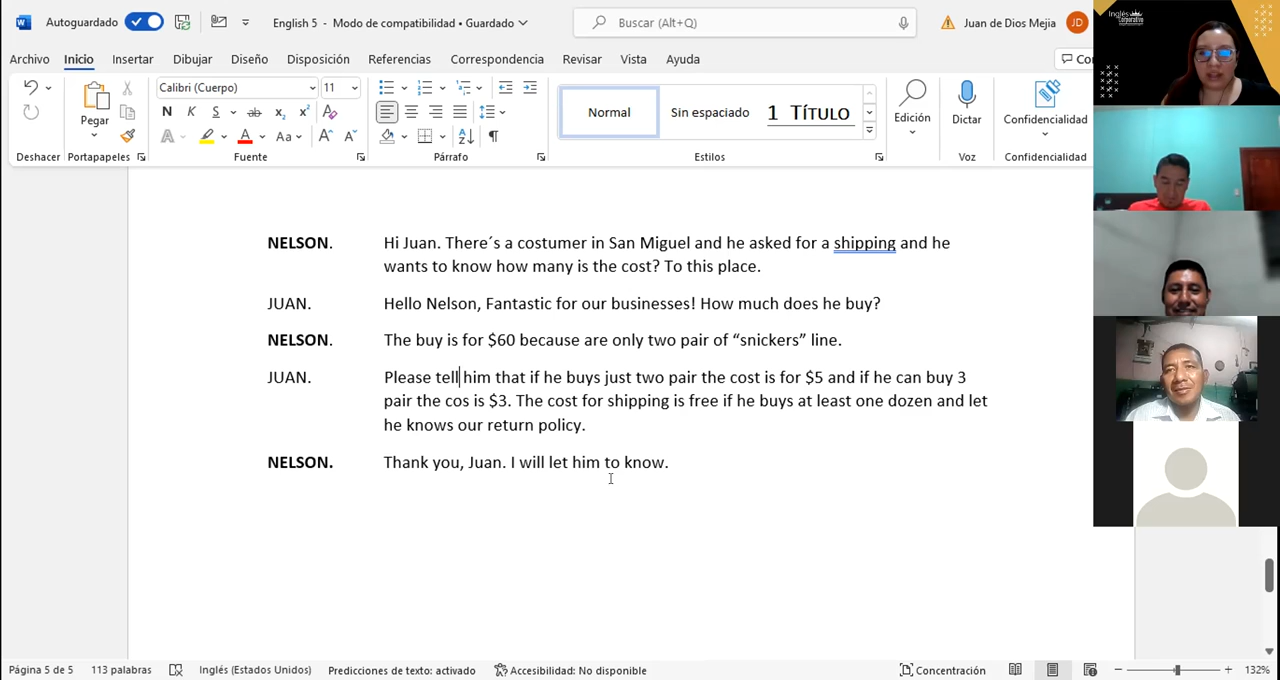 Autoguardado
English 5 - Modo de compatibilidad • Guardado
Buscar (Alt+Q)
Juan de Dios Mejia
JD
Archivo Inicio Insertar Dibujar Diseño Disposición Referencias Correspondencia Revisar Vista Ayuda
Calibri (Cuerpo) 11
Pegar
N K S ab x₂ x²
A A Aa A A
Normal
Sin espaciado
1 TÍTULO
Edición
Dictar
Confidencialidad
Deshacer Portapapeles Fuente Párrafo Estilos Voz Confidencialidad
Inglés
Corporativo
NELSON. Hi Juan. There´s a costumer in San Miguel and he asked for a shipping and he
wants to know how many is the cost? To this place.
JUAN. Hello Nelson, Fantastic for our businesses! How much does he buy?
NELSON. The buy is for $60 because are only two pair of “snickers” line.
JUAN. Please tell him that if he buys just two pair the cost is for $5 and if he can buy 3
pair the cos is $3. The cost for shipping is free if he buys at least one dozen and let
he knows our return policy.
NELSON. Thank you, Juan. I will let him to know.
Página 5 de 5 113 palabras Inglés (Estados Unidos) Predicciones de texto: activado Accesibilidad: No disponible Concentración 132%